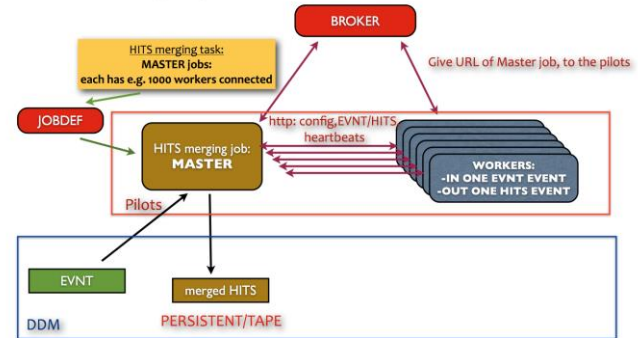 BROKER
HITS merging task:
MASTER jobs:
each has e.g. 1000 workers connected
Give URL of Master job, to the pilots
JOBDEF
http: config,EVNT/HITS,
heartbeats
HITS merging job:
MASTER
WORKERS:
-IN ONE EVNT EVENT
-OUT ONE HITS EVENT
Pilots
EVNT
merged HITS
PERSISTENT/TAPE
DDM